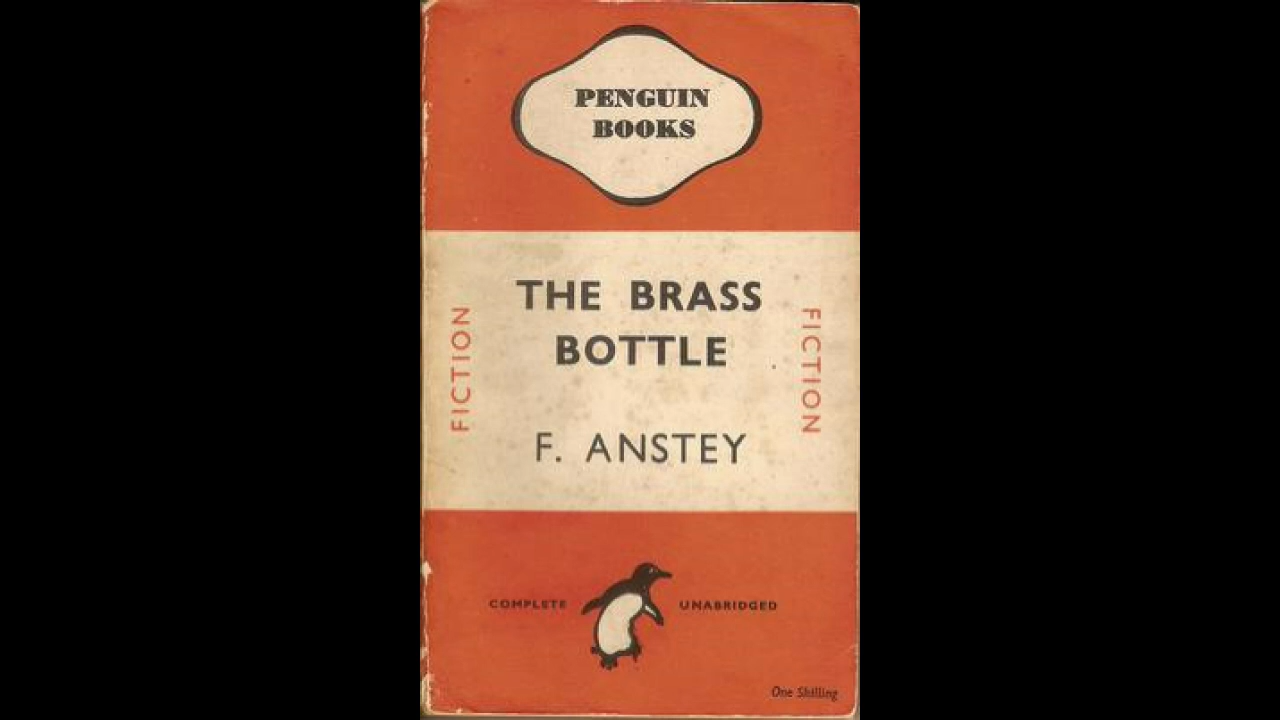 PENGUIN
BOOKS
THE BRASS
BOTTLE
FICTION
FICTION
F. ANSTEY
COMPLETE
UNABRIDGED
One Shilling